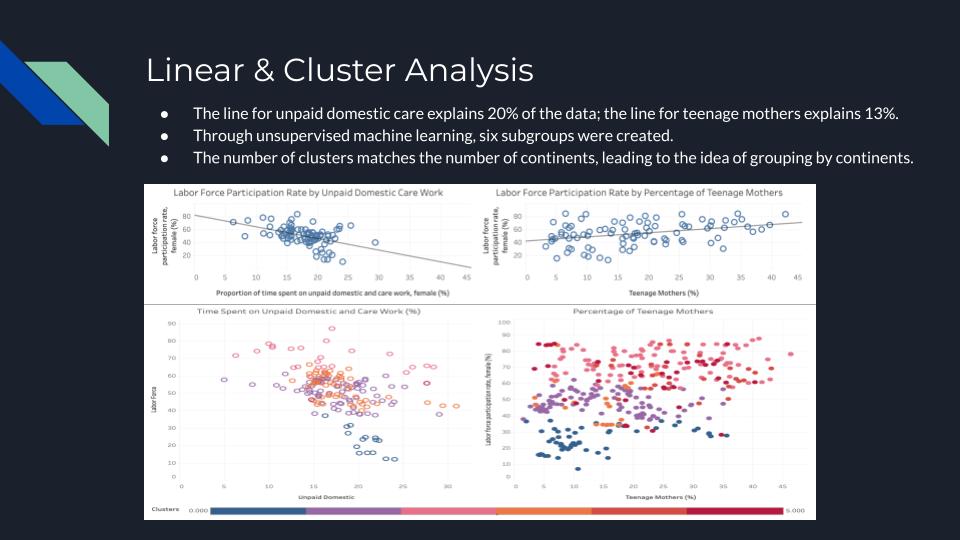 Linear & Cluster Analysis
● The line for unpaid domestic care explains 20% of the data; the line for teenage mothers explains 13%.
● Through unsupervised machine learning, six subgroups were created.
● The number of clusters matches the number of continents, leading to the idea of grouping by continents.
Labor Force Participation Rate by Unpaid Domestic Care Work
Labor force
participation rate,
female (%)
80
60
40
20
0 5 10 15 20 25 30 35 40 45
Proportion of time spent on unpaid domestic and care work, female (%)
Labor Force Participation Rate by Percentage of Teenage Mothers
Labor force
participation rate,
female (%)
80
60
40
20
0 5 10 15 20 25 30 35 40 45
Teenage Mothers (%)
Time Spent on Unpaid Domestic and Care Work (%)
Labor Force
90
80
70
60
50
40
30
20
10
0
0 5 10 15 20 25 30
Unpaid Domestic
Percentage of Teenage Mothers
Labor force participation rate, female (%)
100
90
80
70
60
50
40
30
20
10
0
0 5 10 15 20 25 30 35 40 45
Teenage Mothers (%)
Clusters 0.000 5.000